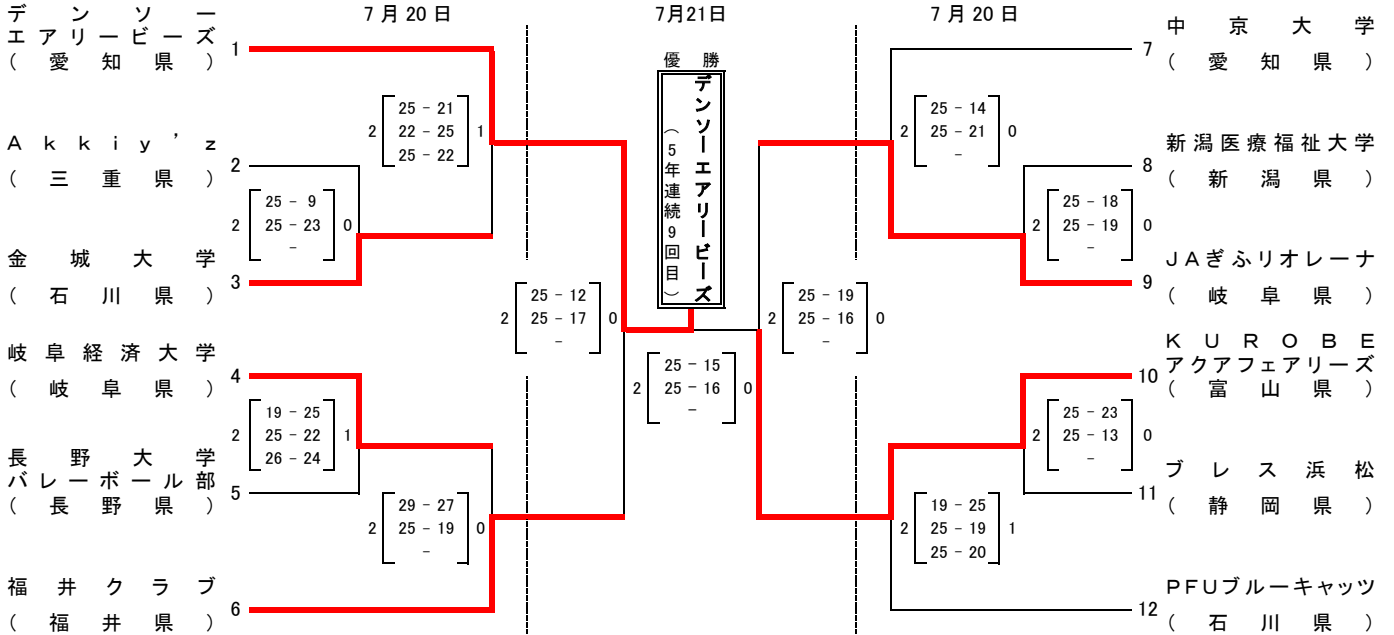 7月20日
7月21日
7月20日
デンソー
エアリービーズ
(愛知県)
1
Akkiy'z
(三重県)
2
金城大学
(石川県)
3
岐阜経済大学
(岐阜県)
4
長野大学
バレーボール部
(長野県)
5
福井クラブ
(福井県)
6
25 - 21
2 22 - 25 1
25 - 22
25 - 9
2 25 - 23 0
-
19 - 25
2 25 - 22 1
26 - 24
29 - 27
2 25 - 19 0
-
25 - 12
2 25 - 17 0
-
優勝
デンソーエアリービーズ
(5年連続9回目)
25 - 15
2 25 - 16 0
-
25 - 19
2 25 - 16 0
-
25 - 14
2 25 - 21 0
-
25 - 18
2 25 - 19 0
-
25 - 23
2 25 - 13 0
-
19 - 25
2 25 - 19 1
25 - 20
中京大学
7
(愛知県)
新潟医療福祉大学
8
(新潟県)
JAぎふリオレーナ
9
(岐阜県)
KUROBE
アクアフェアリーズ
10
(富山県)
ブレス浜松
11
(静岡県)
PFUブルーキャッツ
12
(石川県)